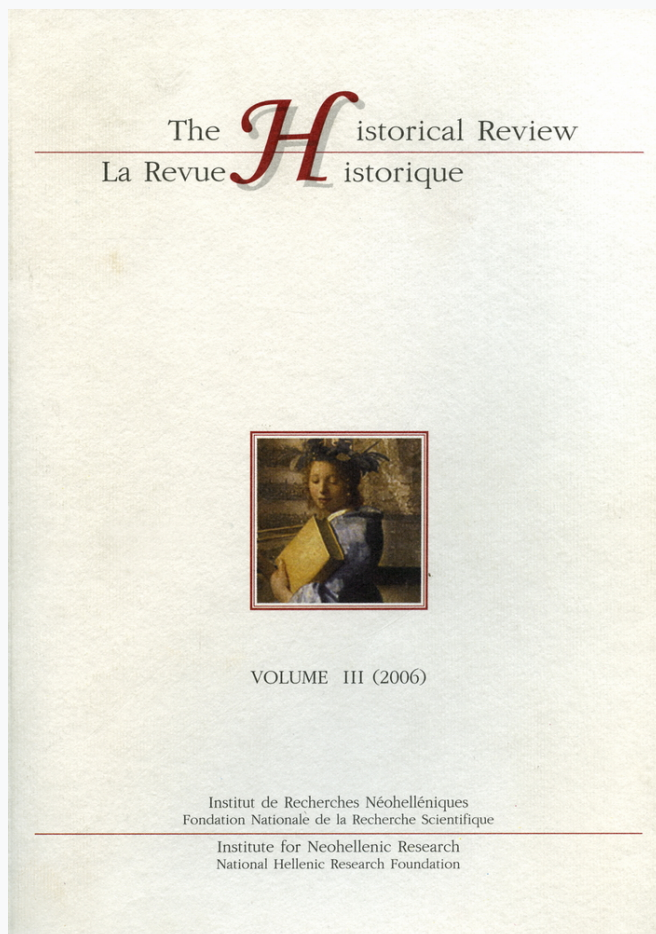 The Historical Review
La Revue Historique
VOLUME III (2006)
Institut de Recherches Néohelléniques
Fondation Nationale de la Recherche Scientifique
Institute for Neohellenic Research
National Hellenic Research Foundation